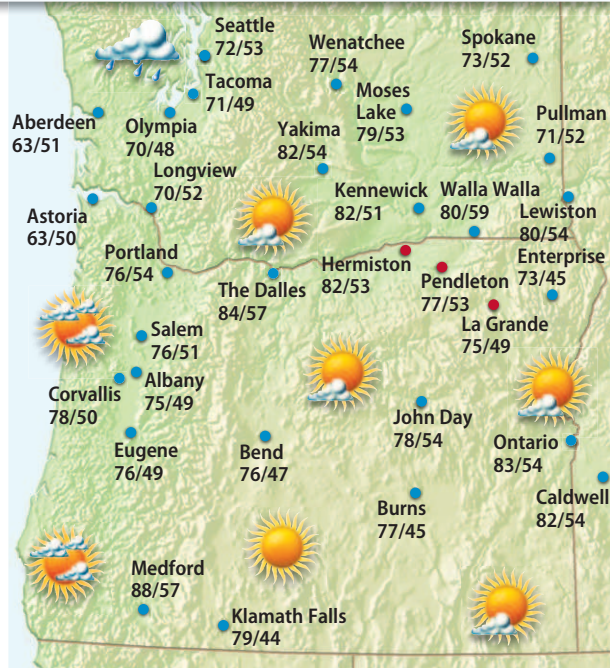 Seattle
72/53
Wenatchee
77/54
Spokane
73/52
Tacoma
71/49
Moses
Lake
79/53
Aberdeen
63/51
Olympia
70/48
Yakima
82/54
Pullman
71/52
Longview
70/52
Kennewick
82/51
Walla Walla
80/59
Lewiston
80/54
Astoria
63/50
Portland
76/54
The Dalles
84/57
Hermiston
82/53
Pendleton
77/53
Enterprise
73/45
La Grande
75/49
Salem
76/51
Albany
75/49
Corvallis
78/50
John Day
78/54
Eugene
76/49
Bend
76/47
Ontario
83/54
Caldwell
82/54
Burns
77/45
Medford
88/57
Klamath Falls
79/44